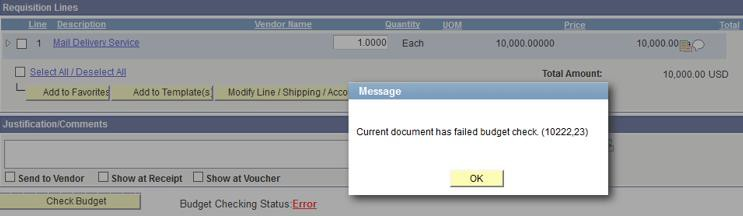 Requisition Lines
Line Description Vendor Name Quantity UOM Price Total
1 Mail Delivery Service 1.0000 Each 10,000.00000 10,000.00
Select All / Deselect All Total Amount: 10,000.00 USD
Add to Favorites Add to Template(s) Modify Line / Shipping / Acco
Message
Current document has failed budget check. (10222,23)
OK
Justification/Comments
Send to Vendor Show at Receipt Show at Voucher
Check Budget Budget Checking Status:Error